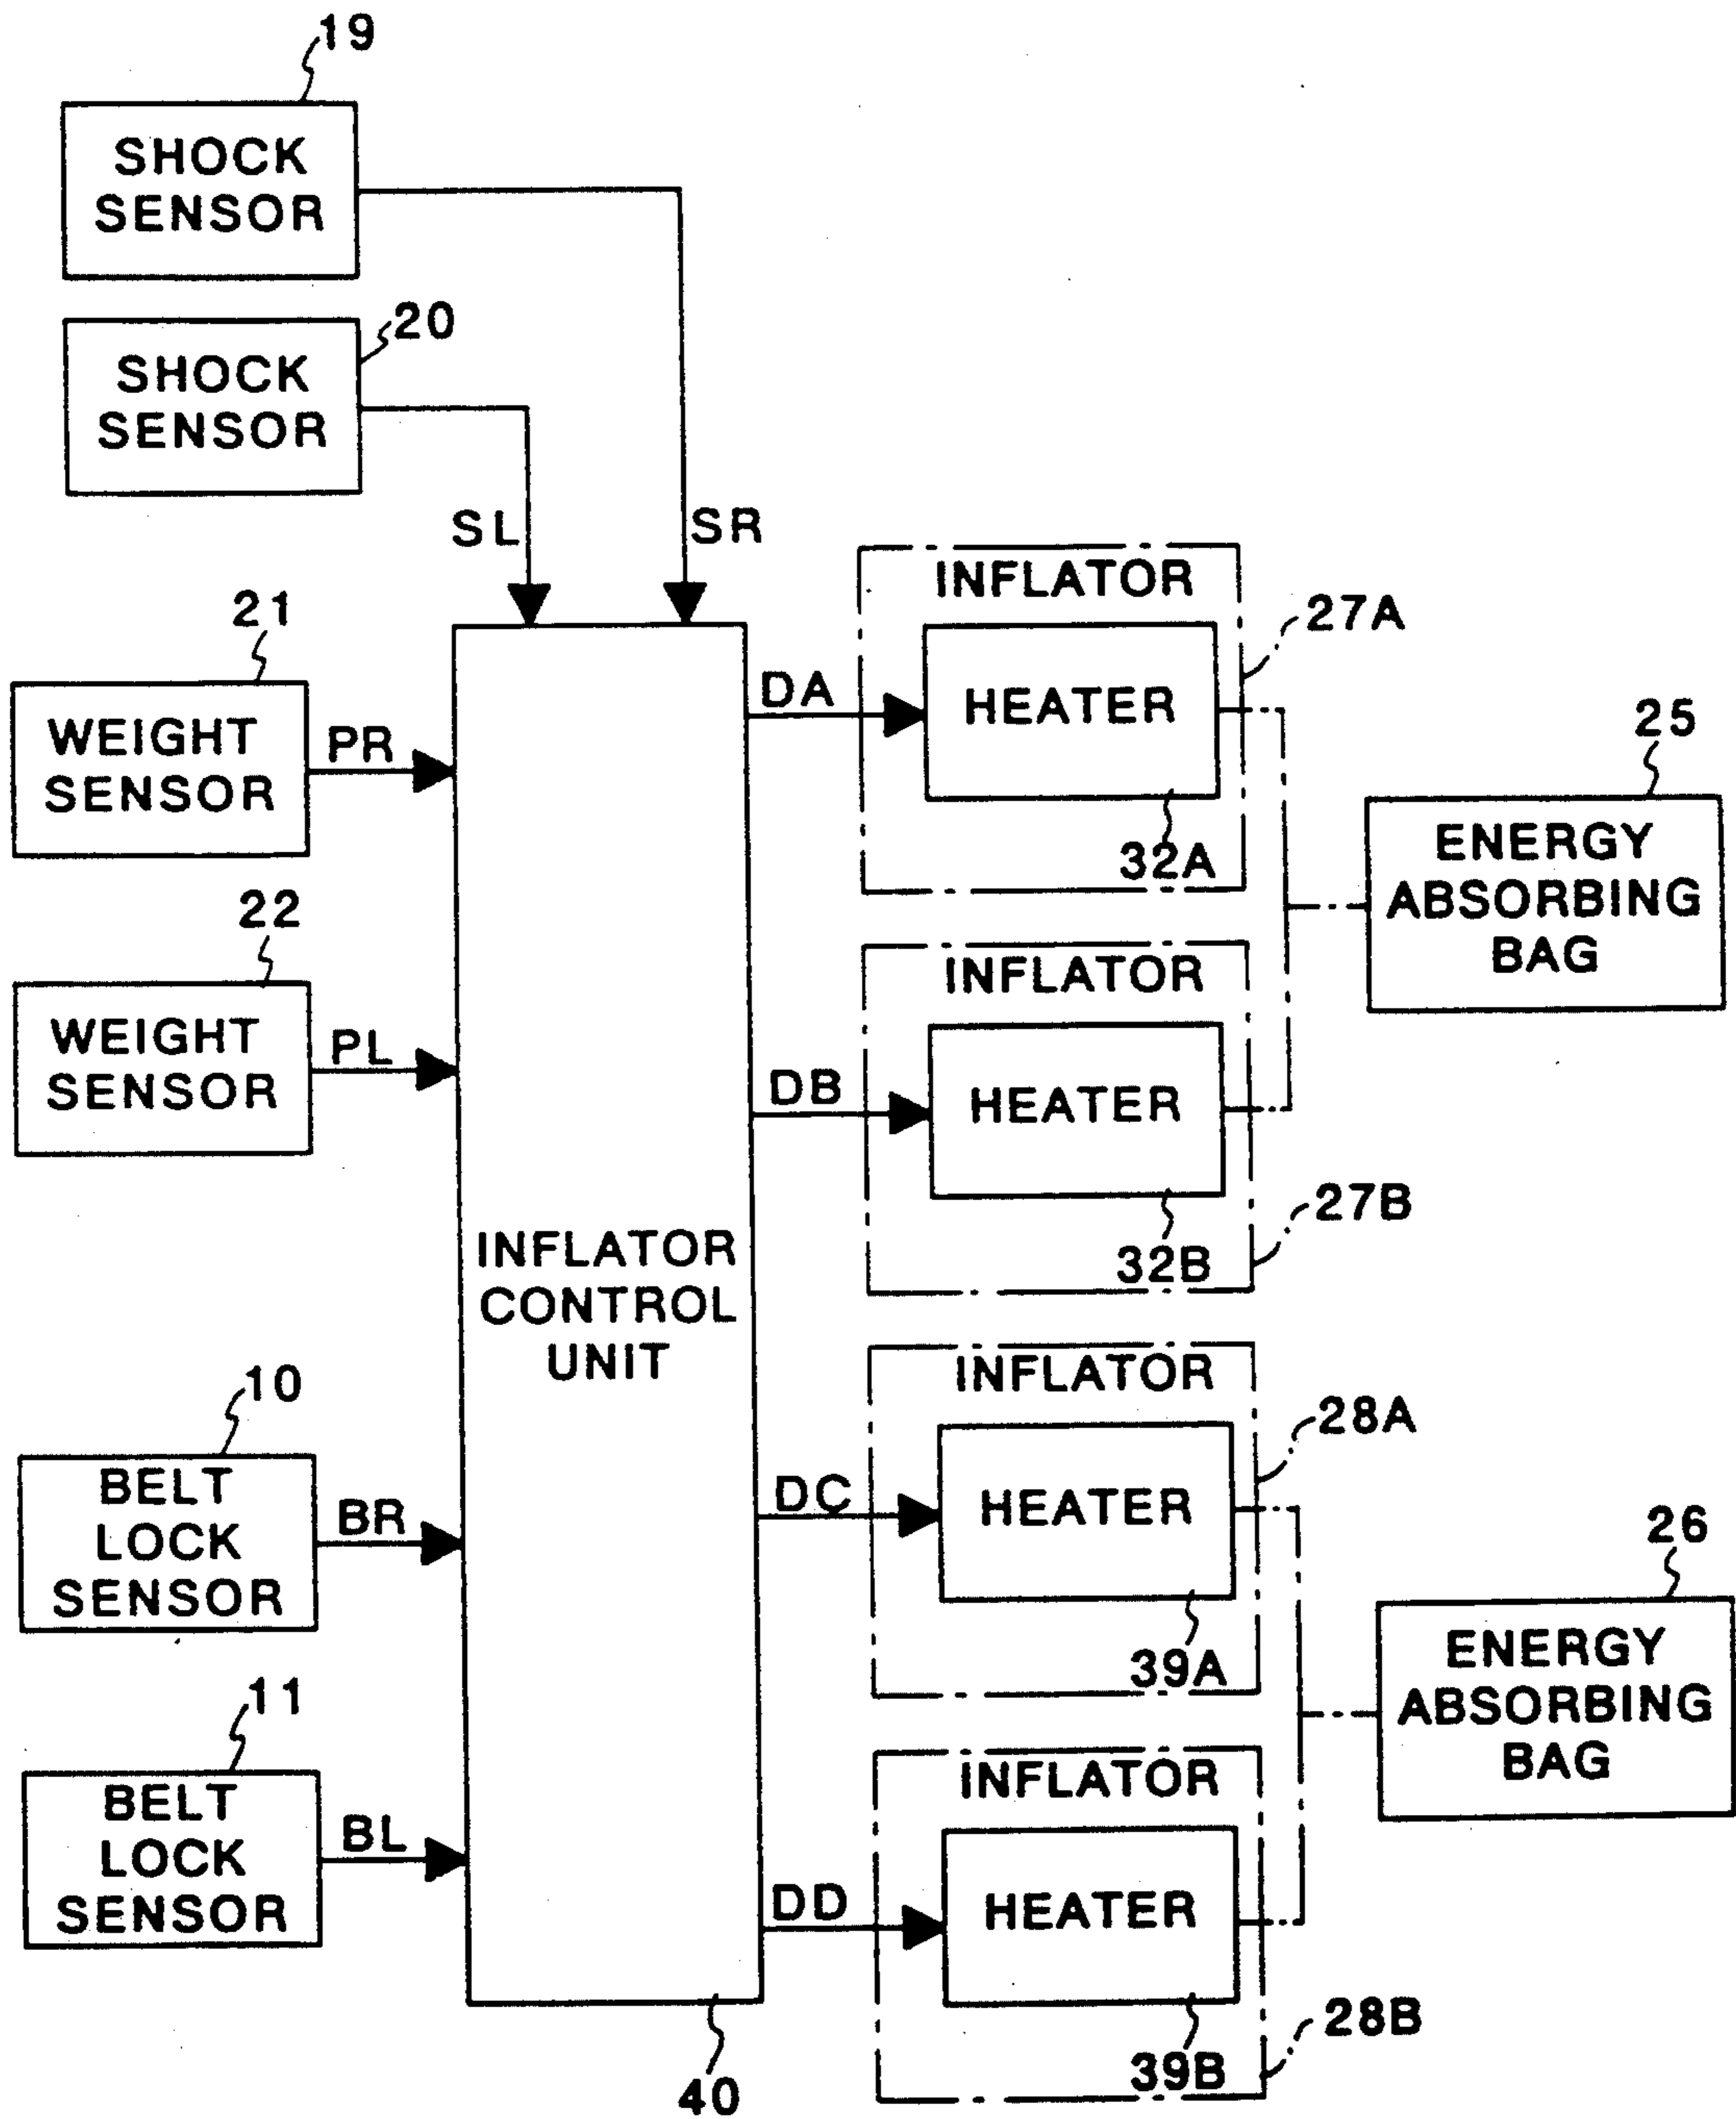 19
SHOCK
SENSOR
20
SHOCK
SENSOR
SL
SR
21
WEIGHT
SENSOR
PR
22
WEIGHT
SENSOR
PL
10
BELT
LOCK
SENSOR
BR
11
BELT
LOCK
SENSOR
BL
INFLATOR
CONTROL
UNIT
40
DA
INFLATOR
HEATER
32A
27A
DB
INFLATOR
HEATER
32B
27B
25
ENERGY
ABSORBING
BAG
DC
INFLATOR
HEATER
39A
28A
DD
INFLATOR
HEATER
39B
28B
26
ENERGY
ABSORBING
BAG